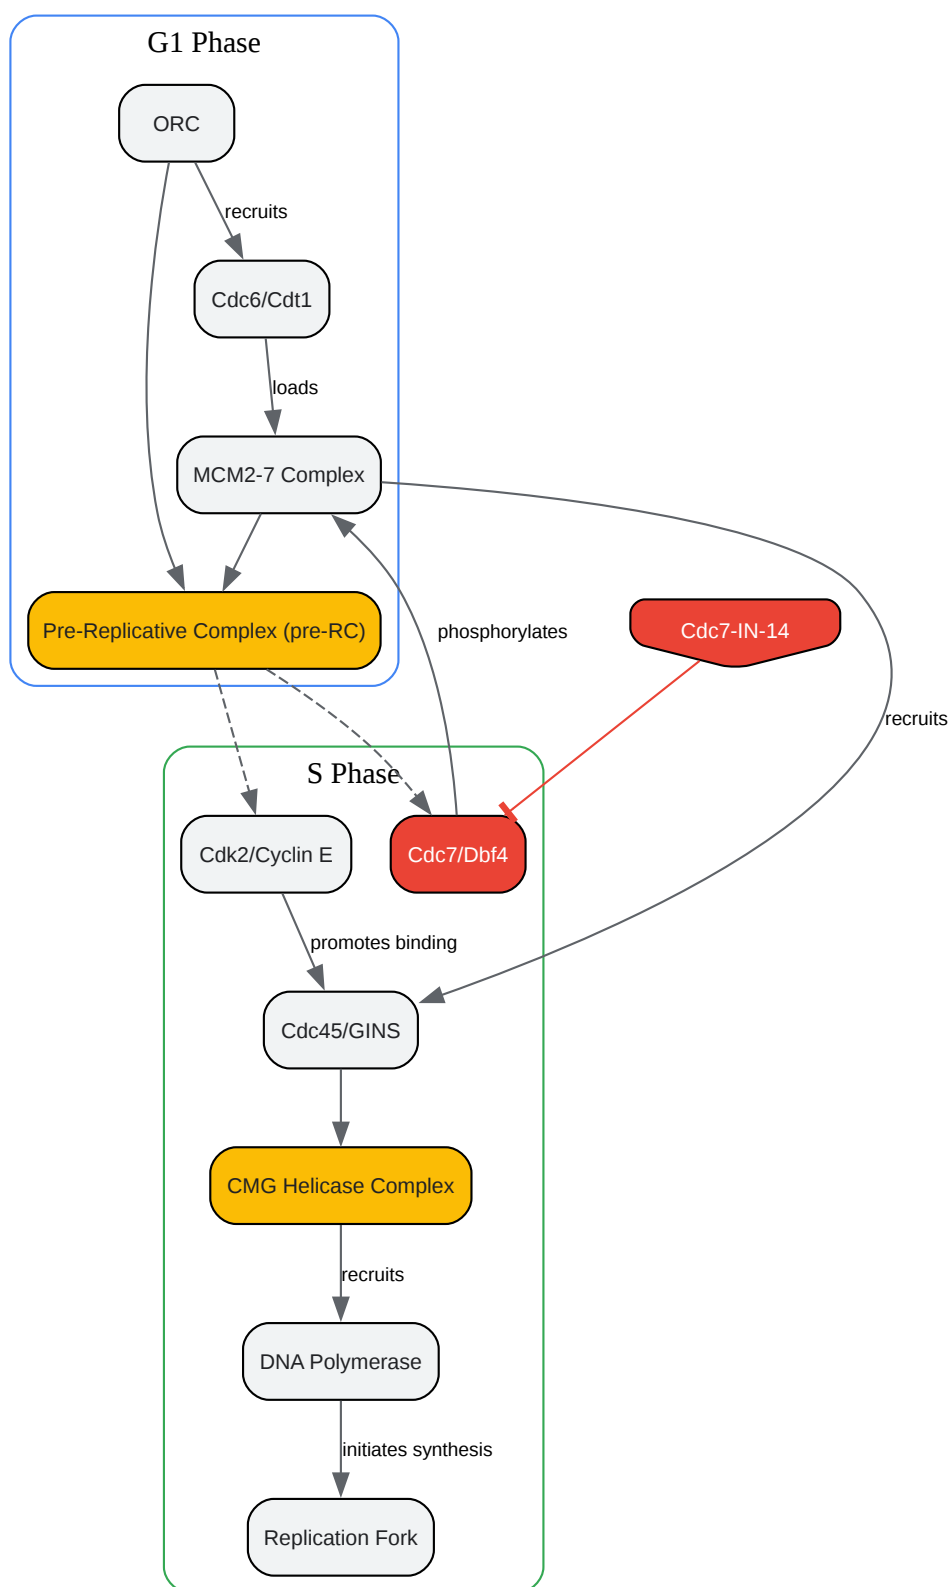 G1 Phase
ORC
recruits
Cdc6/Cdt1
loads
MCM2-7 Complex
Pre-Replicative Complex (pre-RC)
phosphorylates
Cdc7-IN-14
recruits
S Phase
Cdk2/Cyclin E
Cdc7/Dbf4
promotes binding
Cdc45/GINS
CMG Helicase Complex
recruits
DNA Polymerase
initiates synthesis
Replication Fork